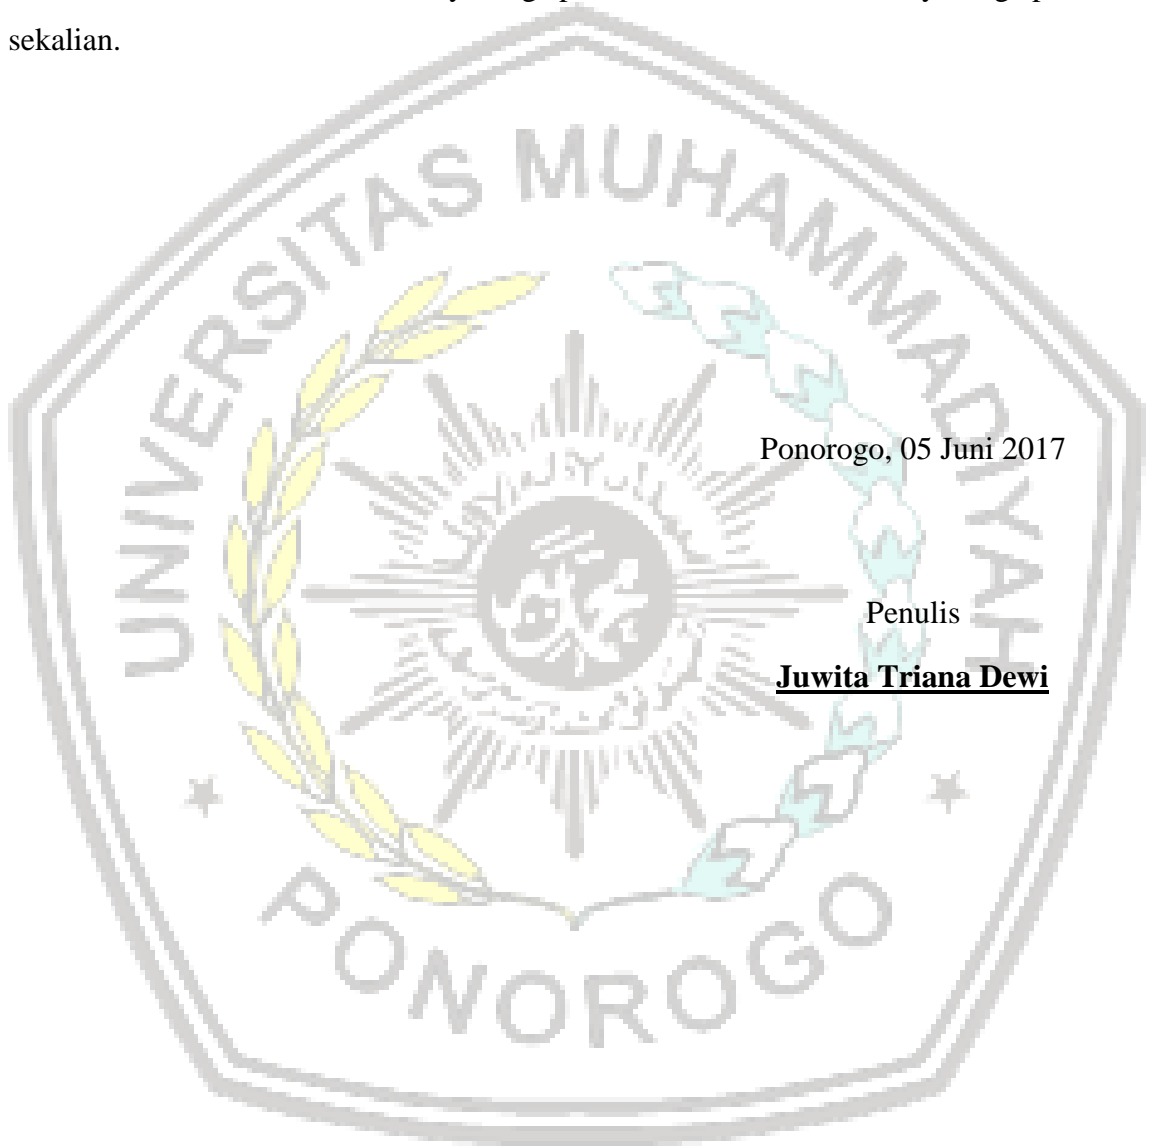 sekalian.
UNIVERSITAS MUHAMMADIYAH
Ponorogo, 05 Juni 2017
Penulis
Juwita Triana Dewi
PONOROGO